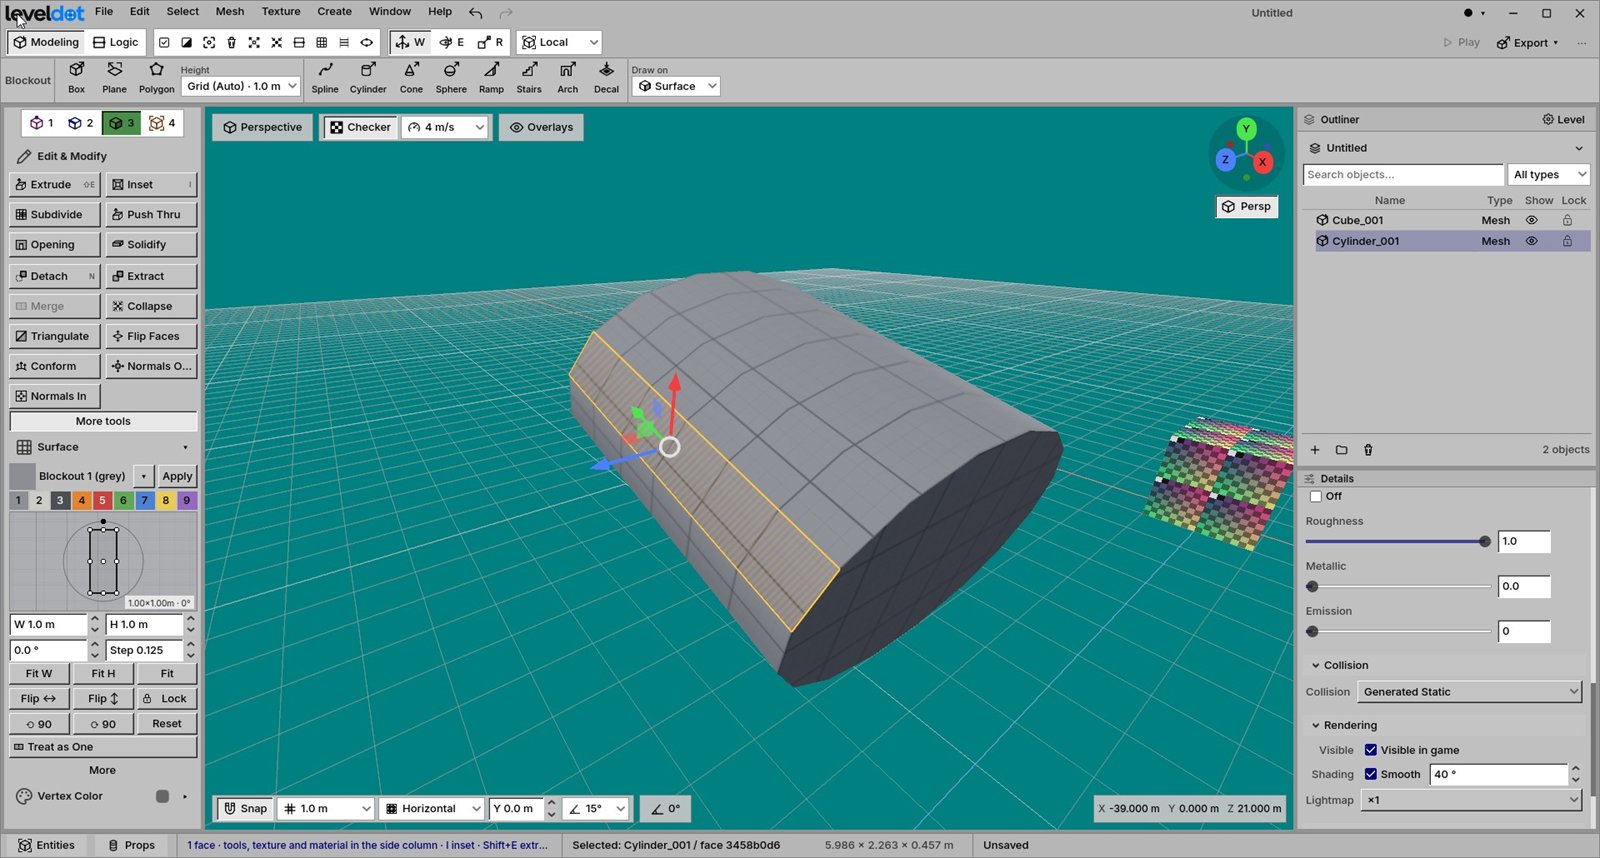 leveldot File Edit Select Mesh Texture Create Window Help Untitled
Modeling Logic W E R Local Play Export
Blockout Box Plane Polygon Height Grid (Auto) · 1.0 m Spline Cylinder Cone Sphere Ramp Stairs Arch Decal Draw on Surface
1 2 3 4
Edit & Modify
Extrude ⇧E Inset I
Subdivide Push Thru
Opening Solidify
Detach N Extract
Merge Collapse
Triangulate Flip Faces
Conform Normals O...
Normals In
More tools
Surface
Blockout 1 (grey) Apply
1 2 3 4 5 6 7 8 9
1.00×1.00m · 0°
W 1.0 m H 1.0 m
0.0 ° Step 0.125
Fit W Fit H Fit
Flip ↔ Flip ↕ Lock
⟲ 90 ⟳ 90 Reset
Treat as One
More
Vertex Color
Perspective Checker 4 m/s Overlays
Y
Z X
Persp
Snap 1.0 m Horizontal Y 0.0 m 15° 0° X -39.000 m Y 0.000 m Z 21.000 m
Outliner Level
Untitled
Search objects... All types
Name Type Show Lock
Cube_001 Mesh
Cylinder_001 Mesh
2 objects
Details
Off
Roughness
1.0
Metallic
0.0
Emission
0
Collision
Collision Generated Static
Rendering
Visible Visible in game
Shading Smooth 40 °
Lightmap ×1
Entities Props 1 face · tools, texture and material in the side column · I inset · Shift+E extr... Selected: Cylinder_001 / face 3458b0d6 5.986 × 2.263 × 0.457 m Unsaved